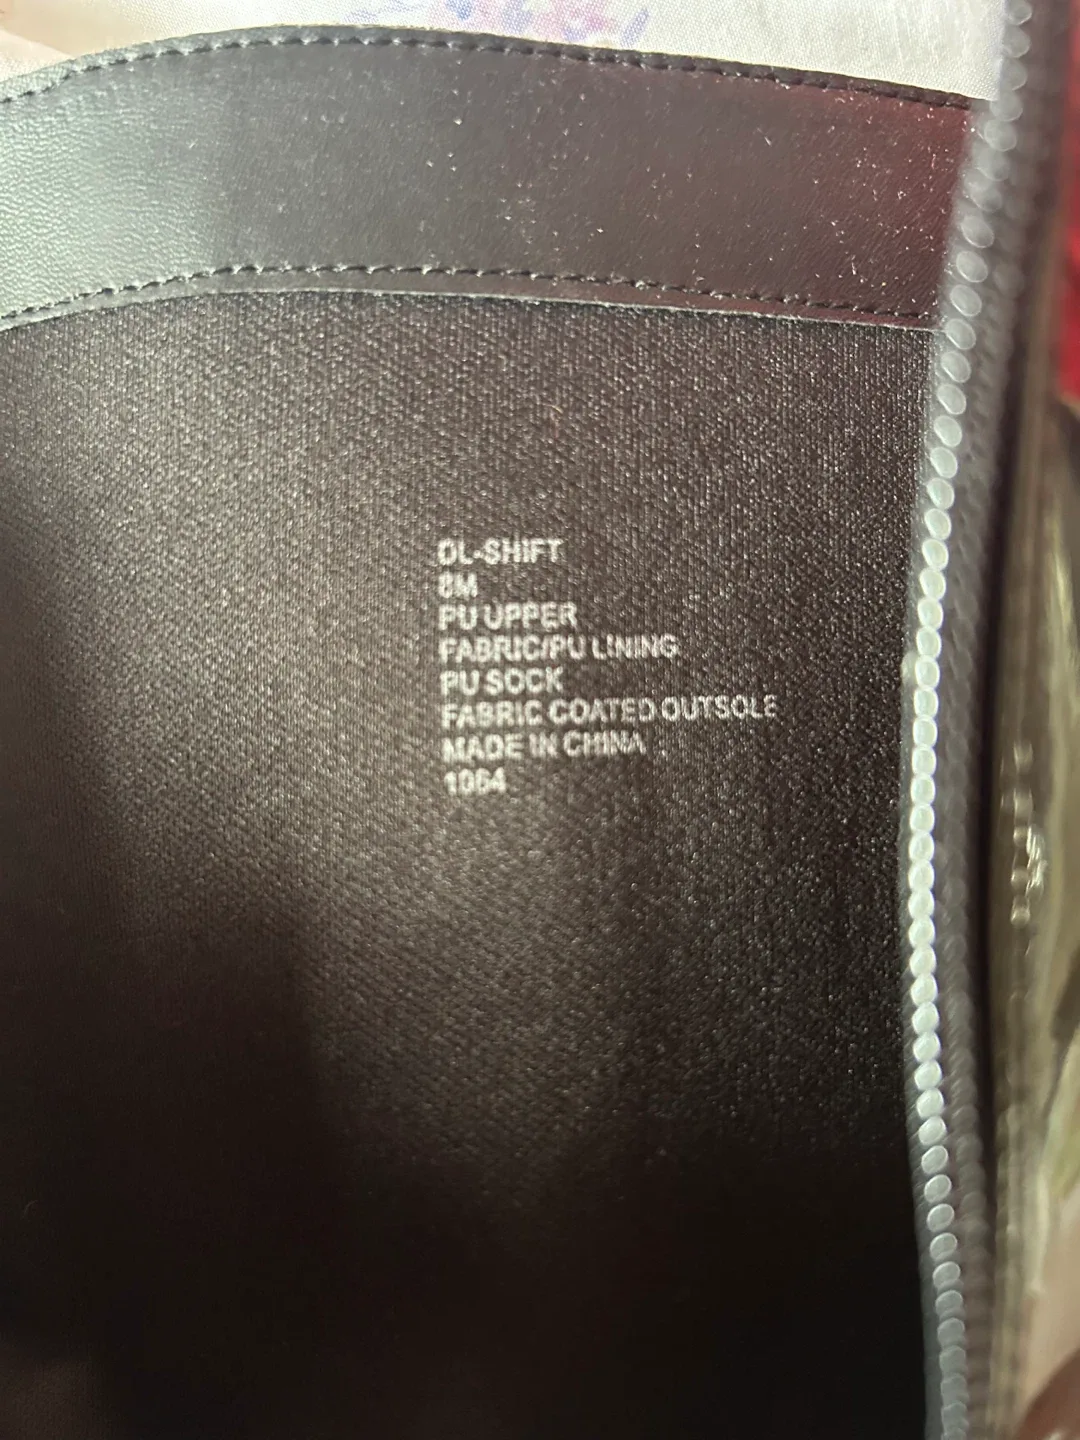 DL-SHIFT
8M
PU UPPER
FABRIC/PU LINING
PU SOCK
FABRIC COATED OUTSOLE
MADE IN CHINA
1064